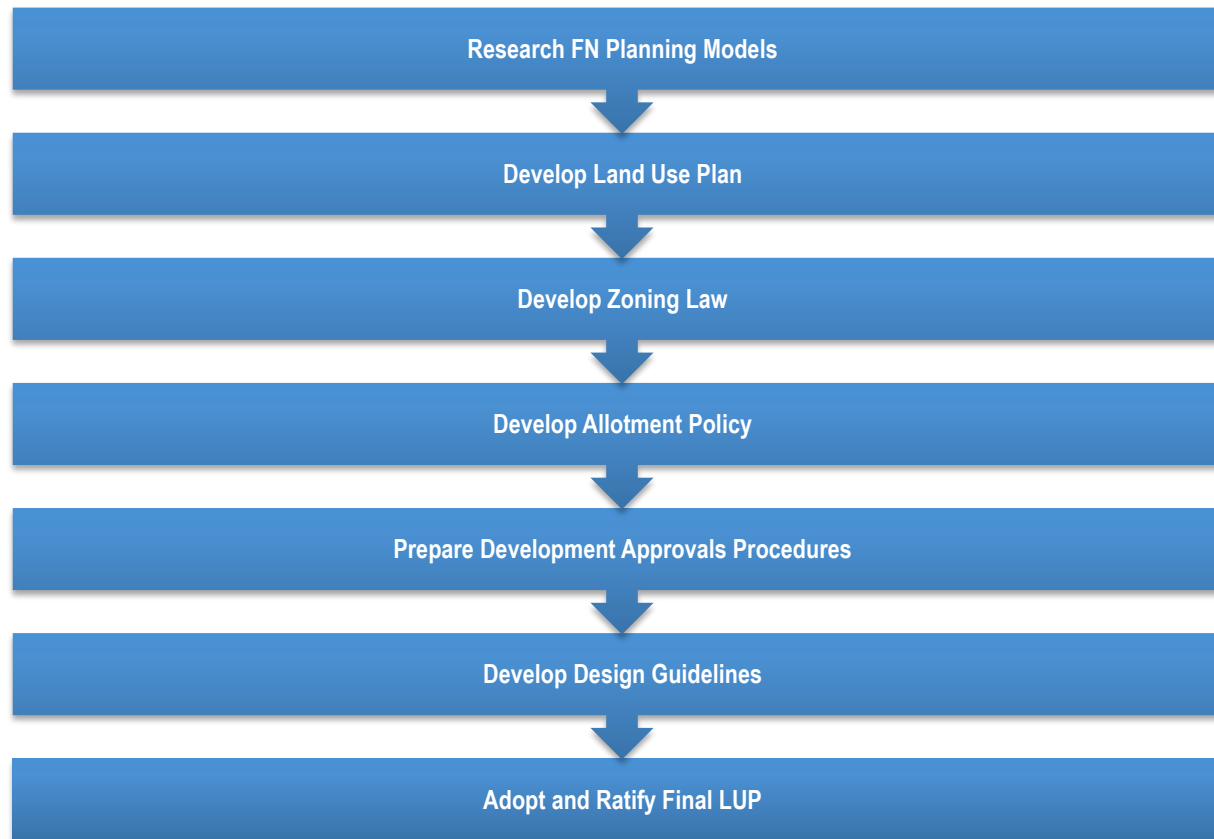 Research FN Planning Models
Develop Land Use Plan
Develop Zoning Law
Develop Allotment Policy
Prepare Development Approvals Procedures
Develop Design Guidelines
Adopt and Ratify Final LUP